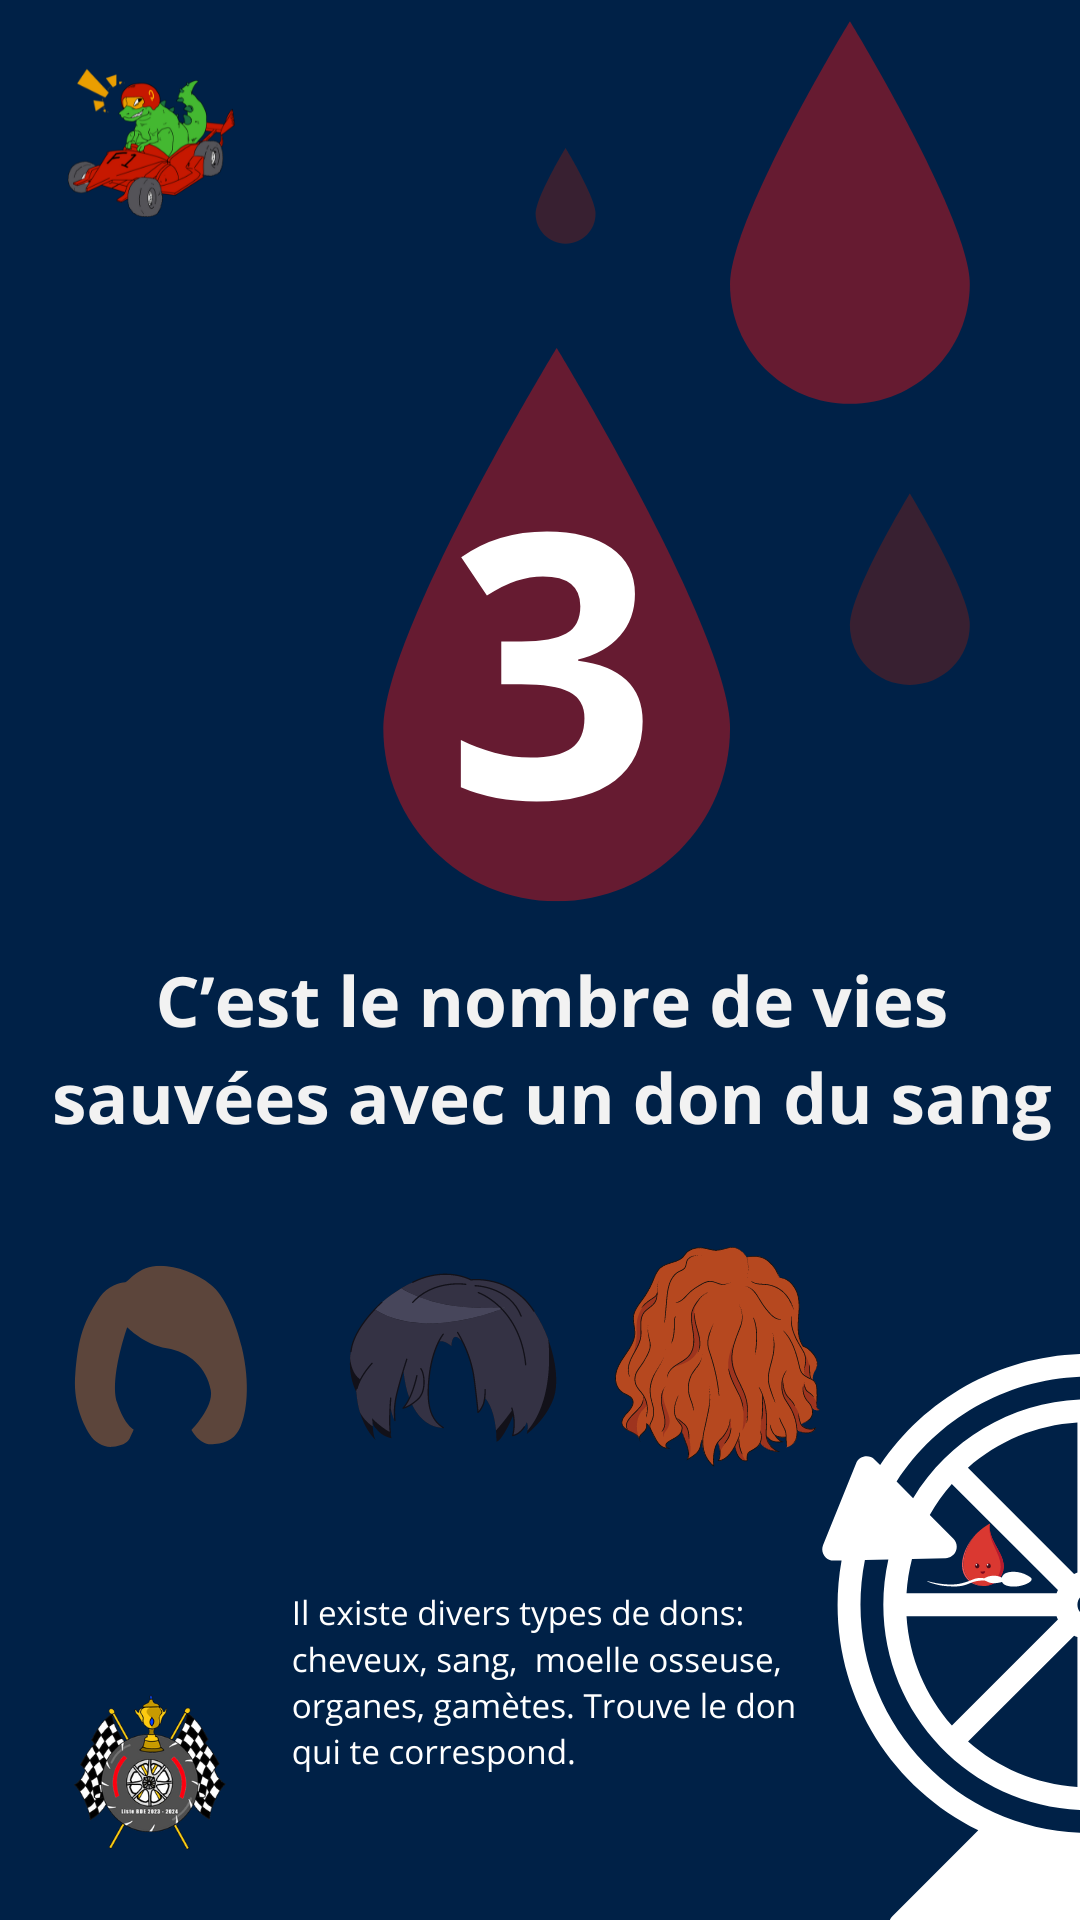 F1
3
C’est le nombre de vies
sauvées avec un don du sang
Il existe divers types de dons:
cheveux, sang,  moelle osseuse,
organes, gamètes. Trouve le don
qui te correspond.
Liste BDE 2023 - 2024